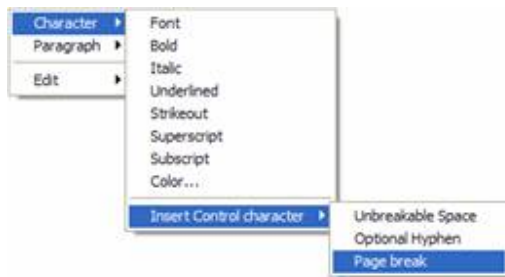 Character
Paragraph
Edit
Font
Bold
Italic
Underlined
Strikeout
Superscript
Subscript
Color...
Insert Control character
Unbreakable Space
Optional Hyphen
Page break